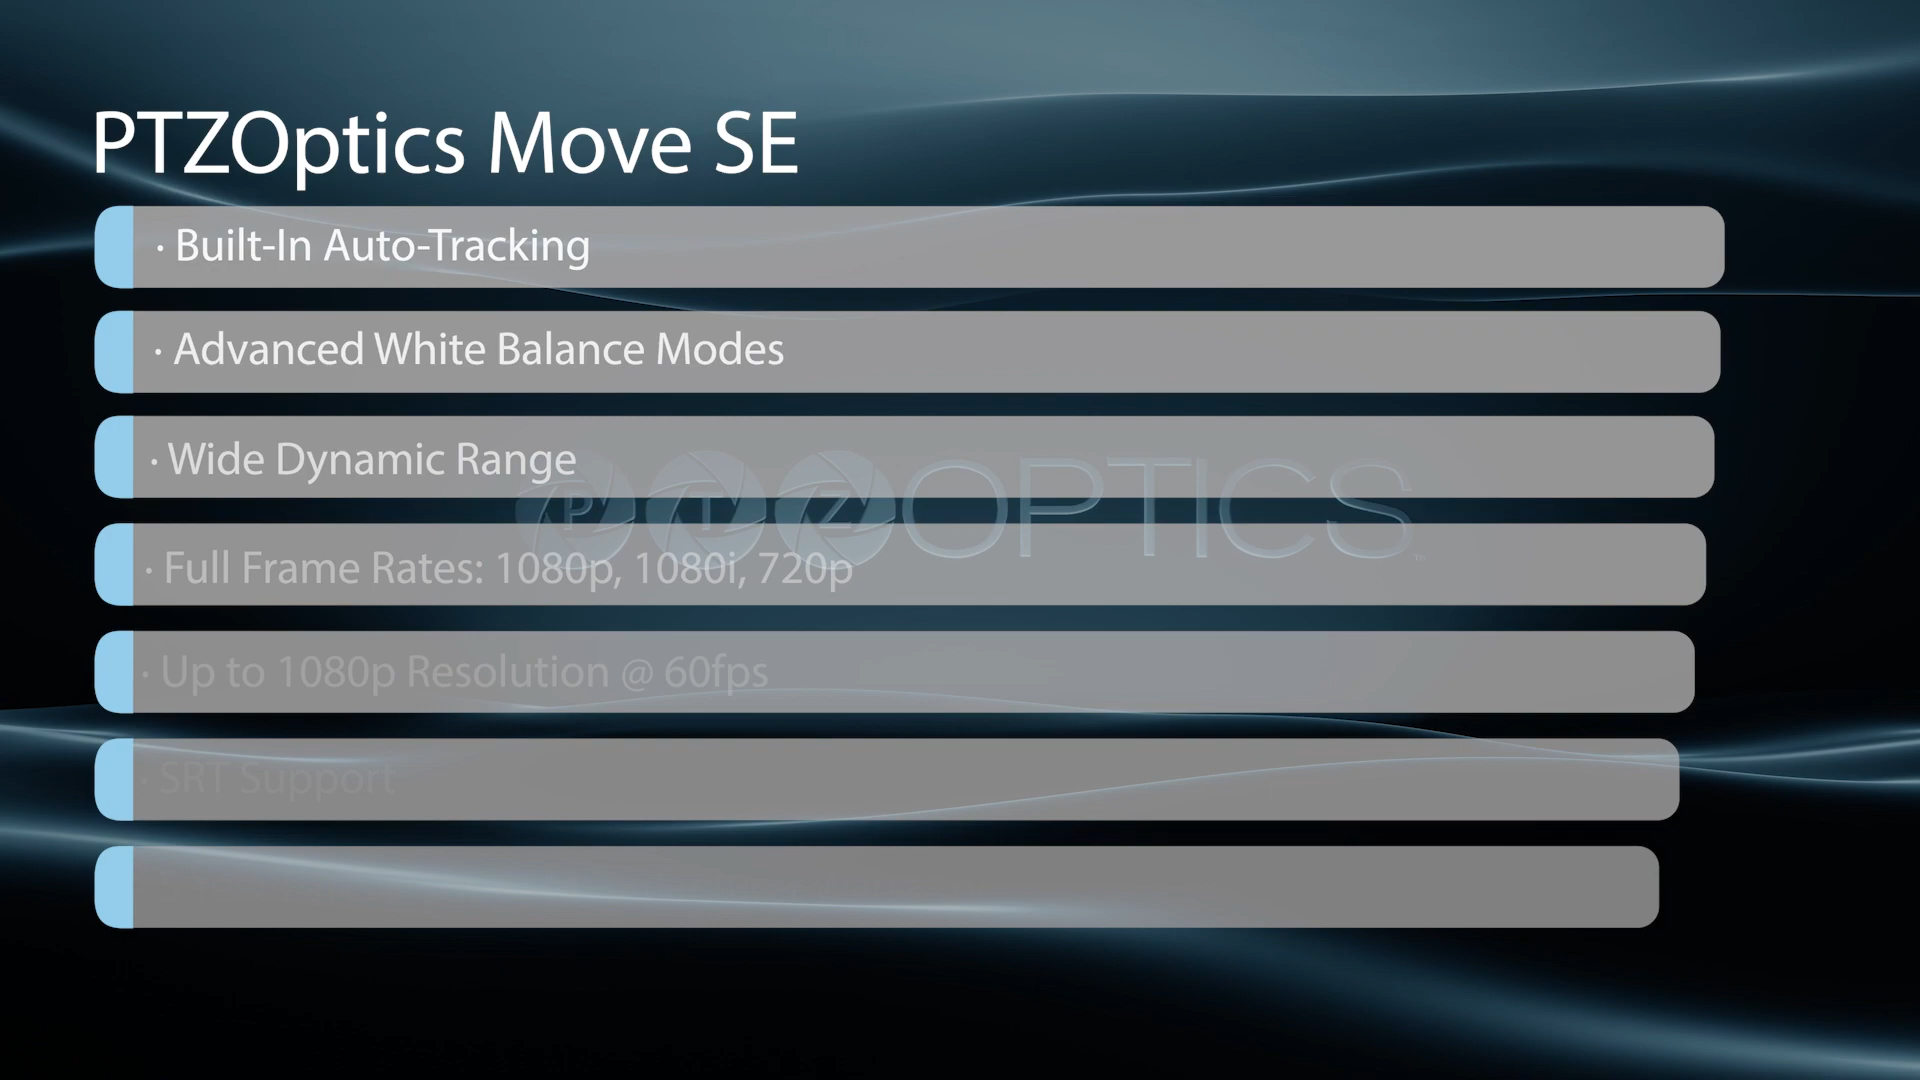 PTZOptics Move SE
· Built-In Auto-Tracking
· Advanced White Balance Modes
· Wide Dynamic Range
PTZOPTICS
· Full Frame Rates: 1080p, 1080i, 720p
· Up to 1080p Resolution @ 60fps
· SRT Support